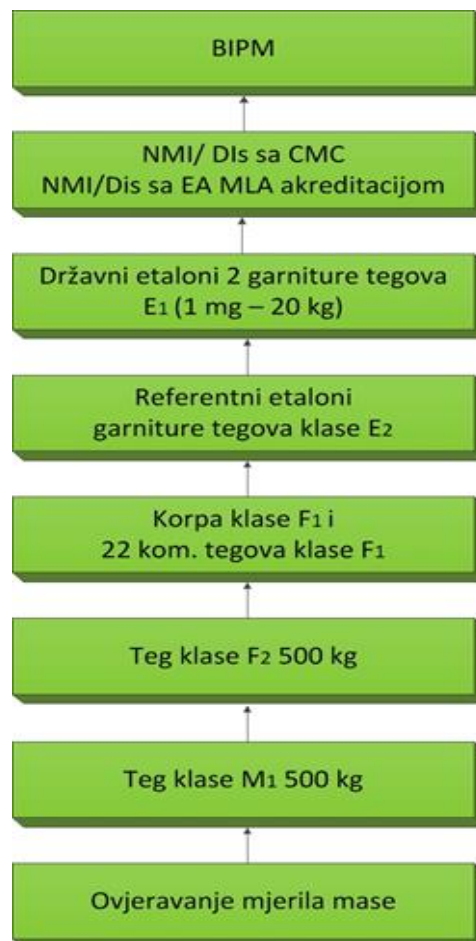 BIPM
NMI/ DIs sa CMC
NMI/Dis sa EA MLA akreditacijom
Državni etaloni 2 garniture tegova
E1 (1 mg – 20 kg)
Referentni etaloni
garniture tegova klase E2
Korpa klase F1 i
22 kom. tegova klase F1
Teg klase F2 500 kg
Teg klase M1 500 kg
Ovjeravanje mjerila mase